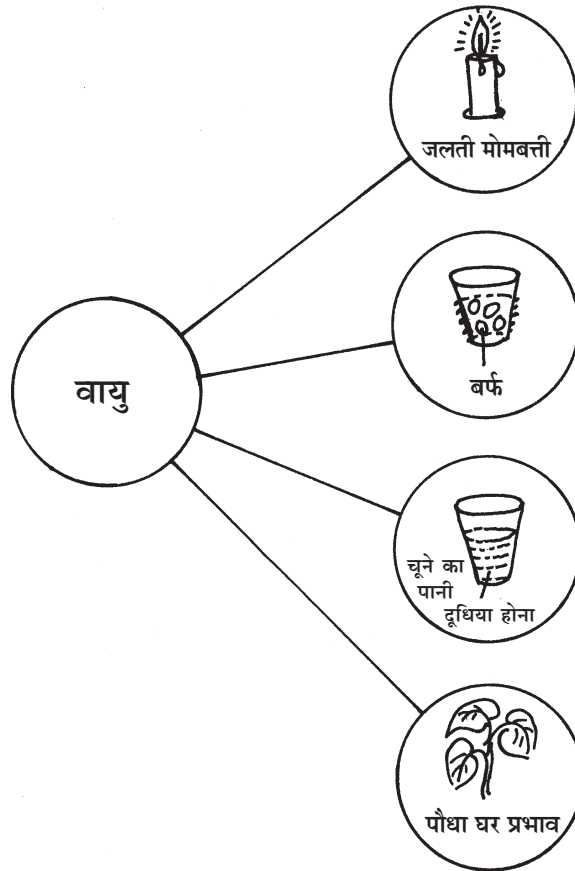 जलती मोमबत्ती
बर्फ
वायु
चूने का
पानी
दूधिया होना
पौधा घर प्रभाव